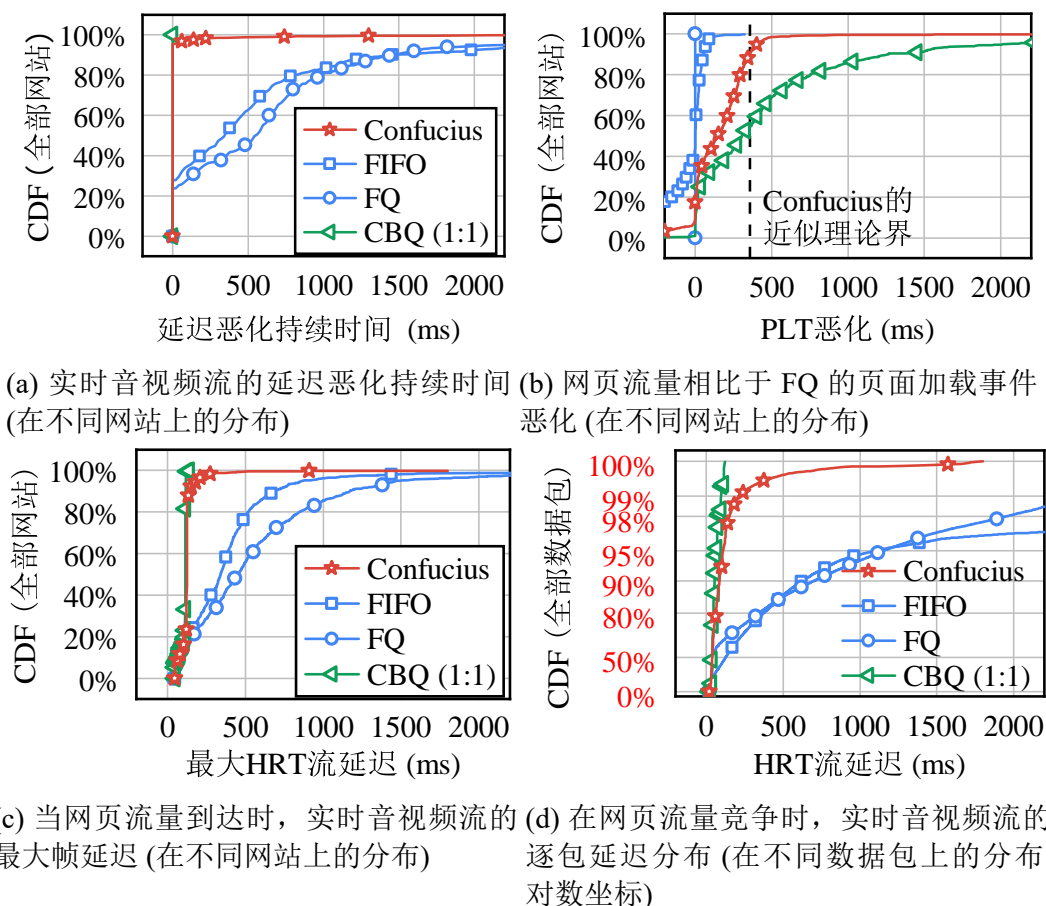 100%
80%
60%
40%
20%
0%
CDF (全部网站)
Confucius
FIFO
FQ
CBQ (1:1)
0 500 1000 1500 2000
延迟恶化持续时间 (ms)
100%
80%
60%
40%
20%
0%
CDF (全部网站)
Confucius的
近似理论界
0 500 1000 1500 2000
PLT恶化 (ms)
(a) 实时音视频流的延迟恶化持续时间
(在不同网站上的分布)
(b) 网页流量相比于 FQ 的页面加载事件
恶化 (在不同网站上的分布)
100%
80%
60%
40%
20%
0%
CDF (全部网站)
Confucius
FIFO
FQ
CBQ (1:1)
0 500 1000 1500 2000
最大HRT流延迟 (ms)
100%
99%
98%
95%
90%
80%
50%
0%
CDF (全部数据包)
Confucius
FIFO
FQ
CBQ (1:1)
0 500 1000 1500 2000
HRT流延迟 (ms)
c) 当网页流量到达时，实时音视频流的
最大帧延迟 (在不同网站上的分布)
(d) 在网页流量竞争时，实时音视频流的
逐包延迟分布 (在不同数据包上的分布
对数坐标)